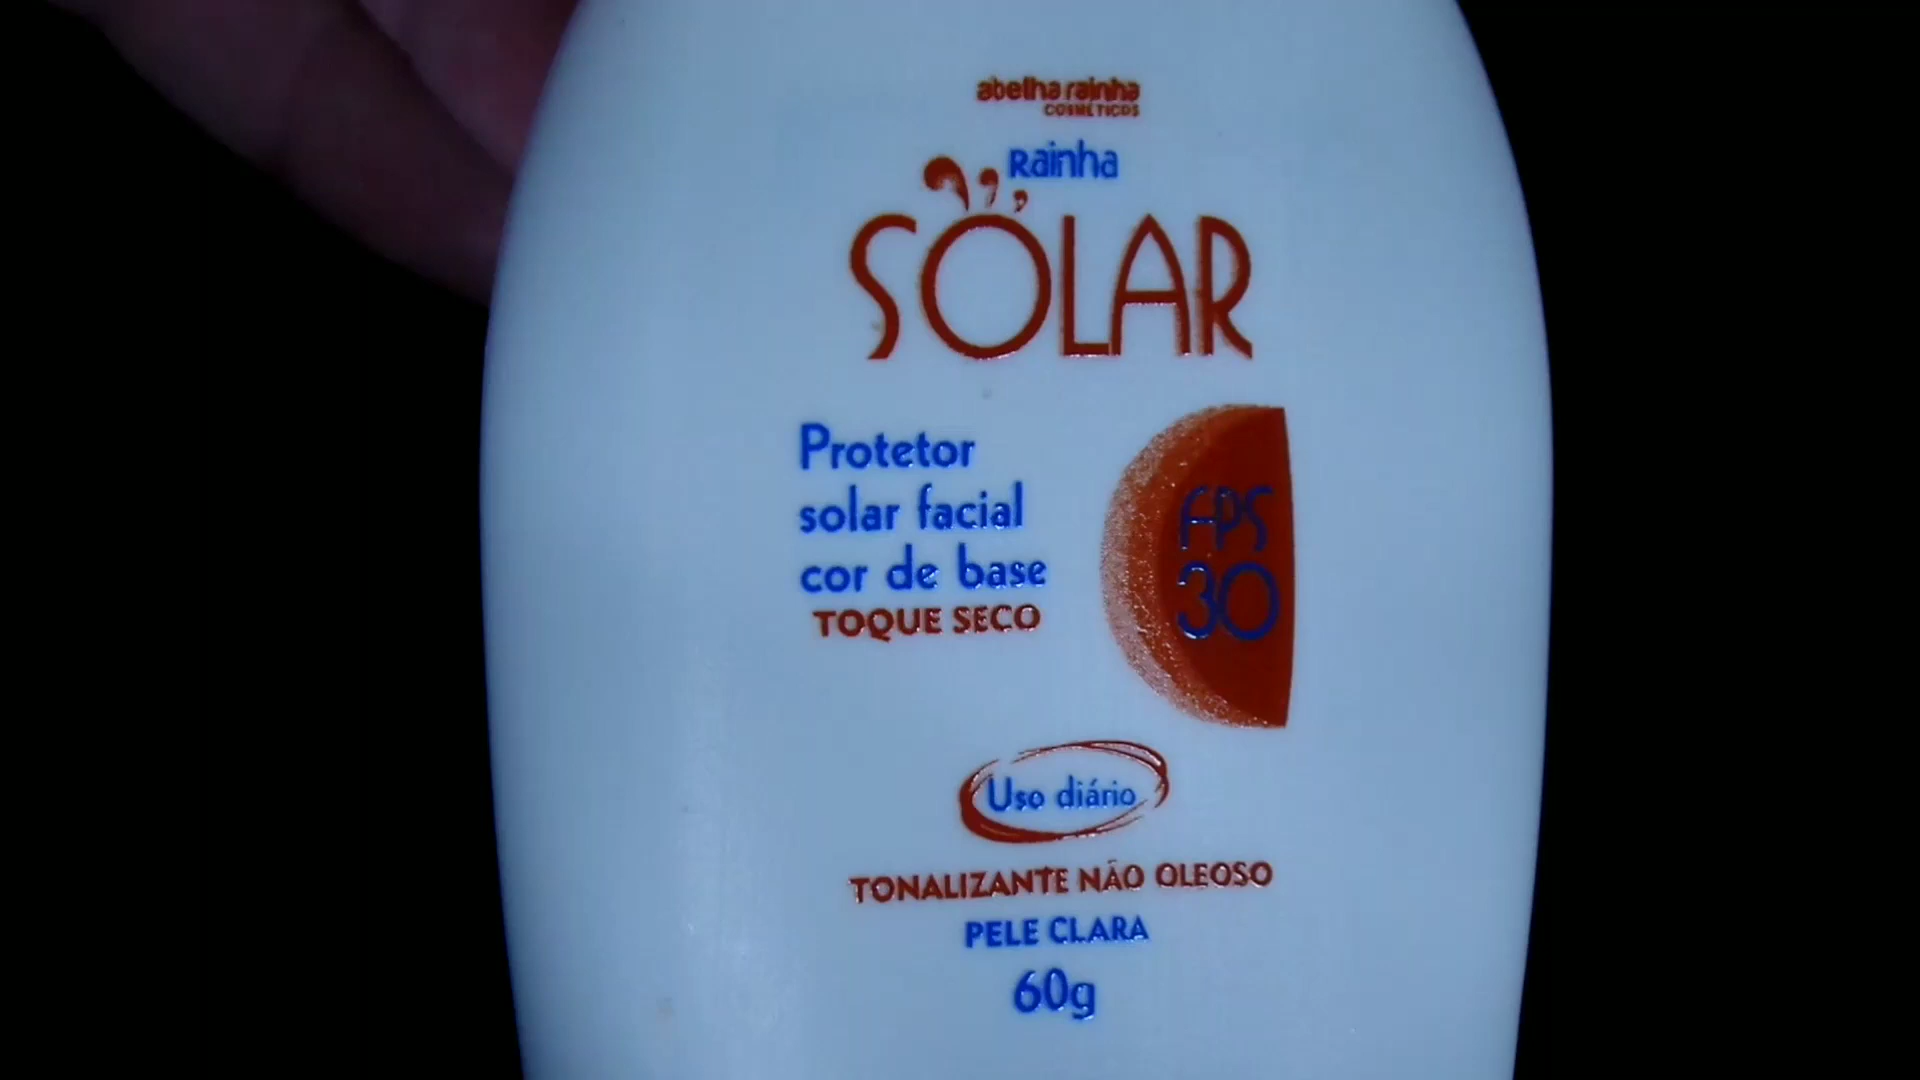 abelha rainha
COSMÉTICOS
Rainha
SOLAR
Protetor
solar facial
cor de base
TOQUE SECO
FPS
30
Uso diário
TONALIZANTE NÃO OLEOSO
PELE CLARA
60g